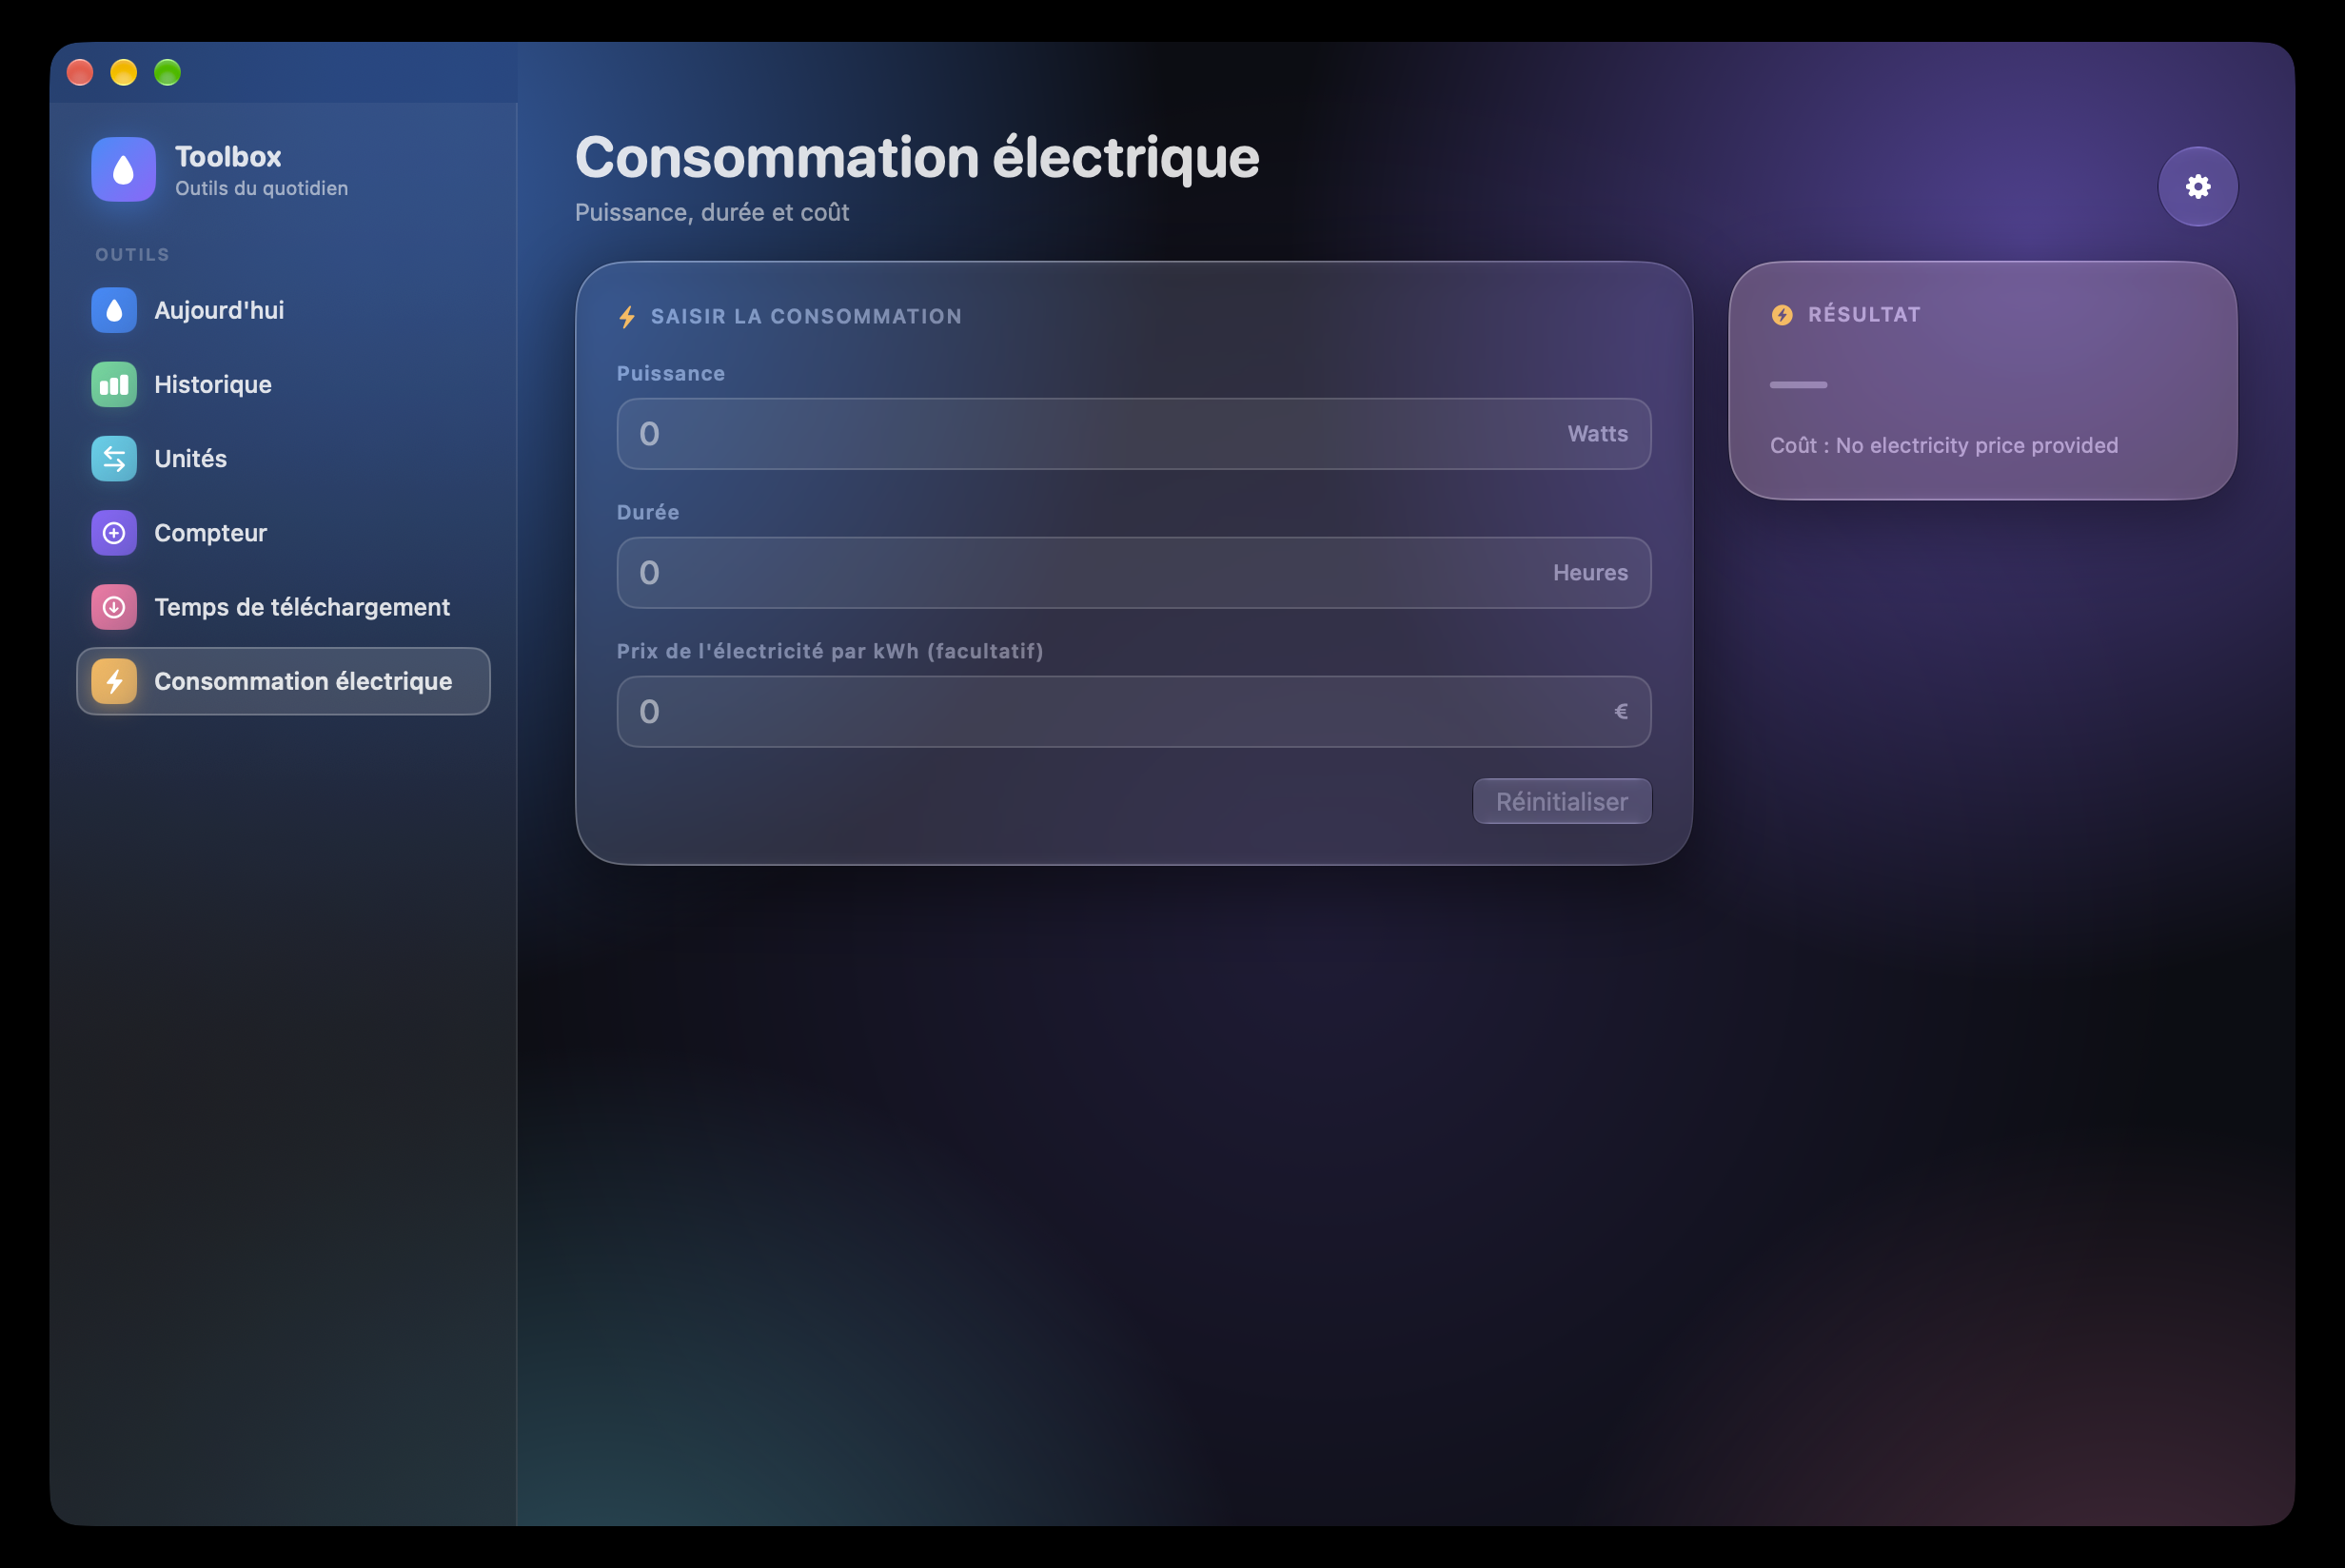 Toolbox
Outils du quotidien
OUTILS
Aujourd'hui
Historique
Unités
Compteur
Temps de téléchargement
Consommation électrique
Consommation électrique
Puissance, durée et coût
SAISIR LA CONSOMMATION
Puissance
0 Watts
Durée
0 Heures
Prix de l'électricité par kWh (facultatif)
0 €
Réinitialiser
RÉSULTAT
—
Coût : No electricity price provided